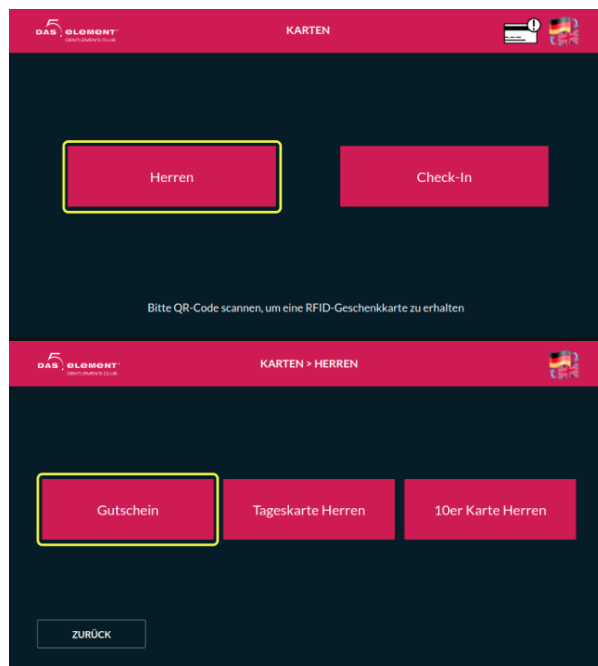 DAS 5 ELEMENT
GENTLEMEN'S CLUB
KARTEN
Herren
Check-In
Bitte QR-Code scannen, um eine RFID-Geschenkkarte zu erhalten
DAS 5 ELEMENT
GENTLEMEN'S CLUB
KARTEN > HERREN
Gutschein
Tageskarte Herren
10er Karte Herren
ZURÜCK